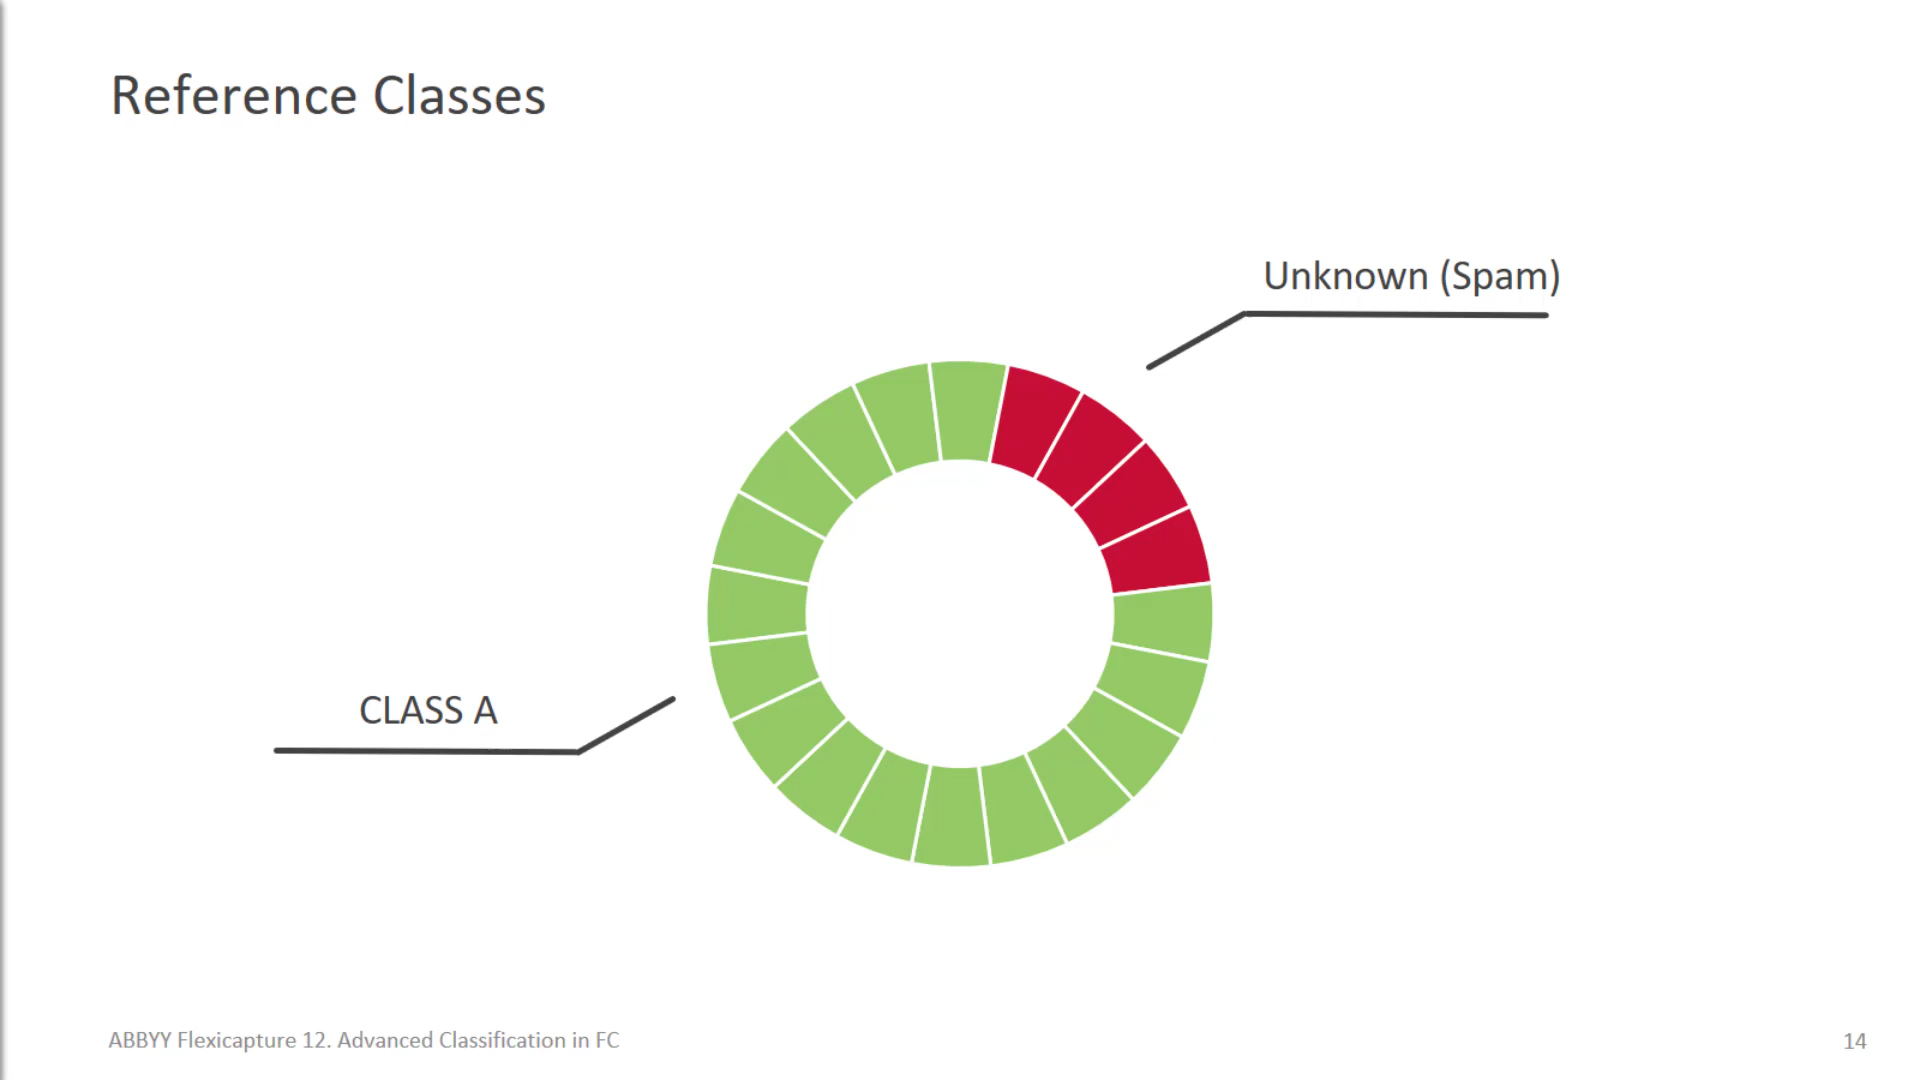 Reference Classes
Unknown (Spam)
CLASS A
ABBYY Flexicapture 12. Advanced Classification in FC
14